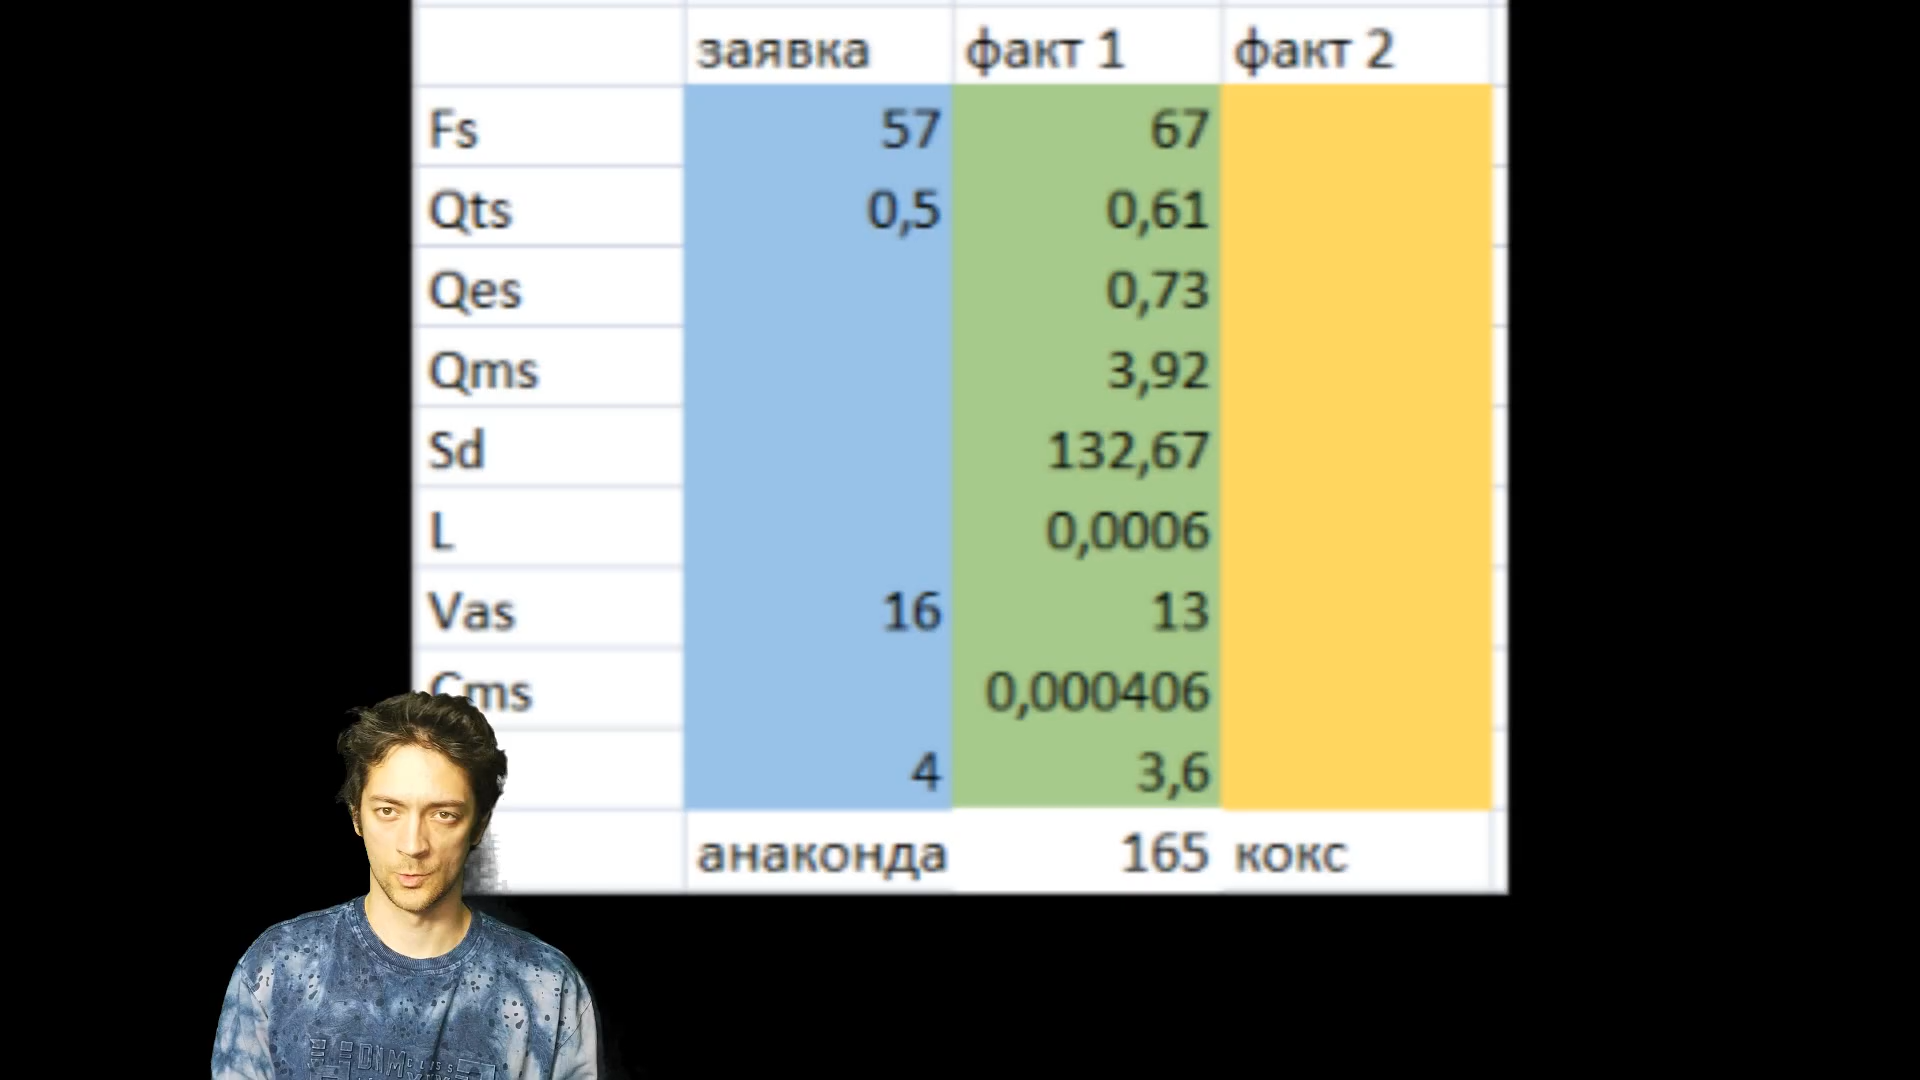 заявка факт 1 факт 2
Fs 57 67
Qts 0,5 0,61
Qes 0,73
Qms 3,92
Sd 132,67
L 0,0006
Vas 16 13
Cms 0,000406
4 3,6
анаконда 165 кокс